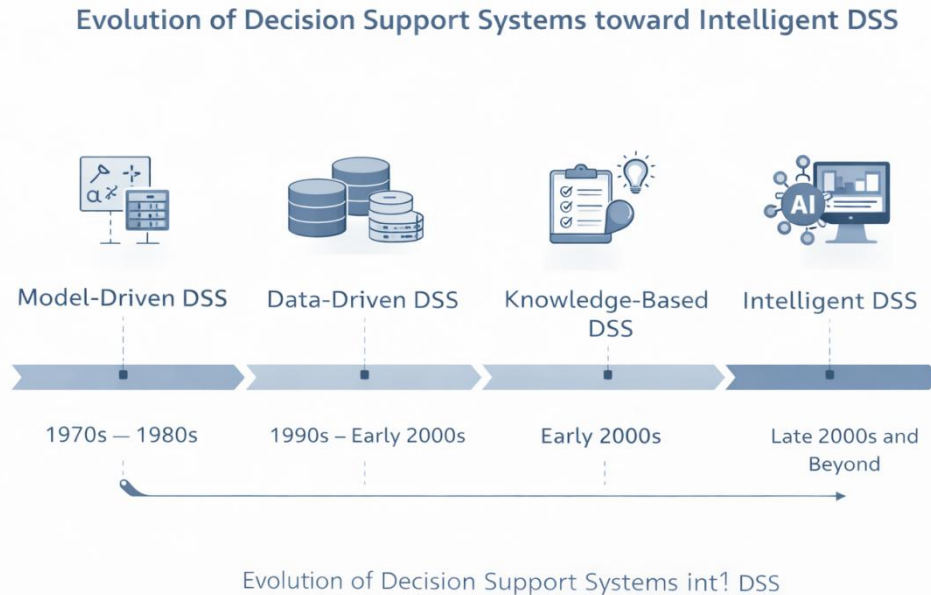 Evolution of Decision Support Systems toward Intelligent DSS
AI
Model-Driven DSS
Data-Driven DSS
Knowledge-Based
DSS
Intelligent DSS
1970s — 1980s
1990s – Early 2000s
Early 2000s
Late 2000s and
Beyond
Evolution of Decision Support Systems int! DSS